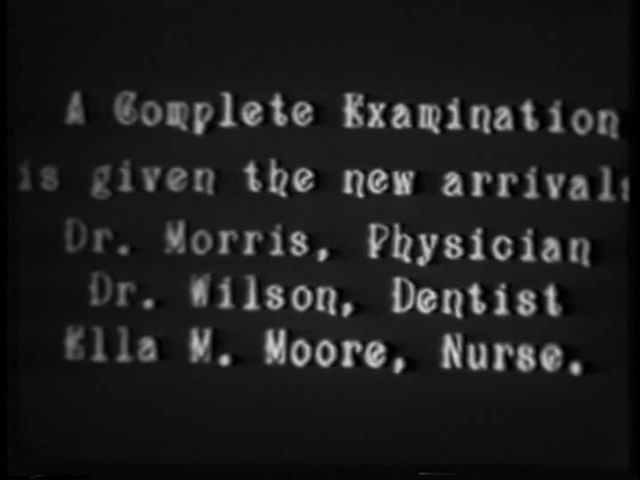 A Complete Examination
is given the new arrivals
Dr. Morris, Physician
Dr. Wilson, Dentist
Ella M. Moore, Nurse.